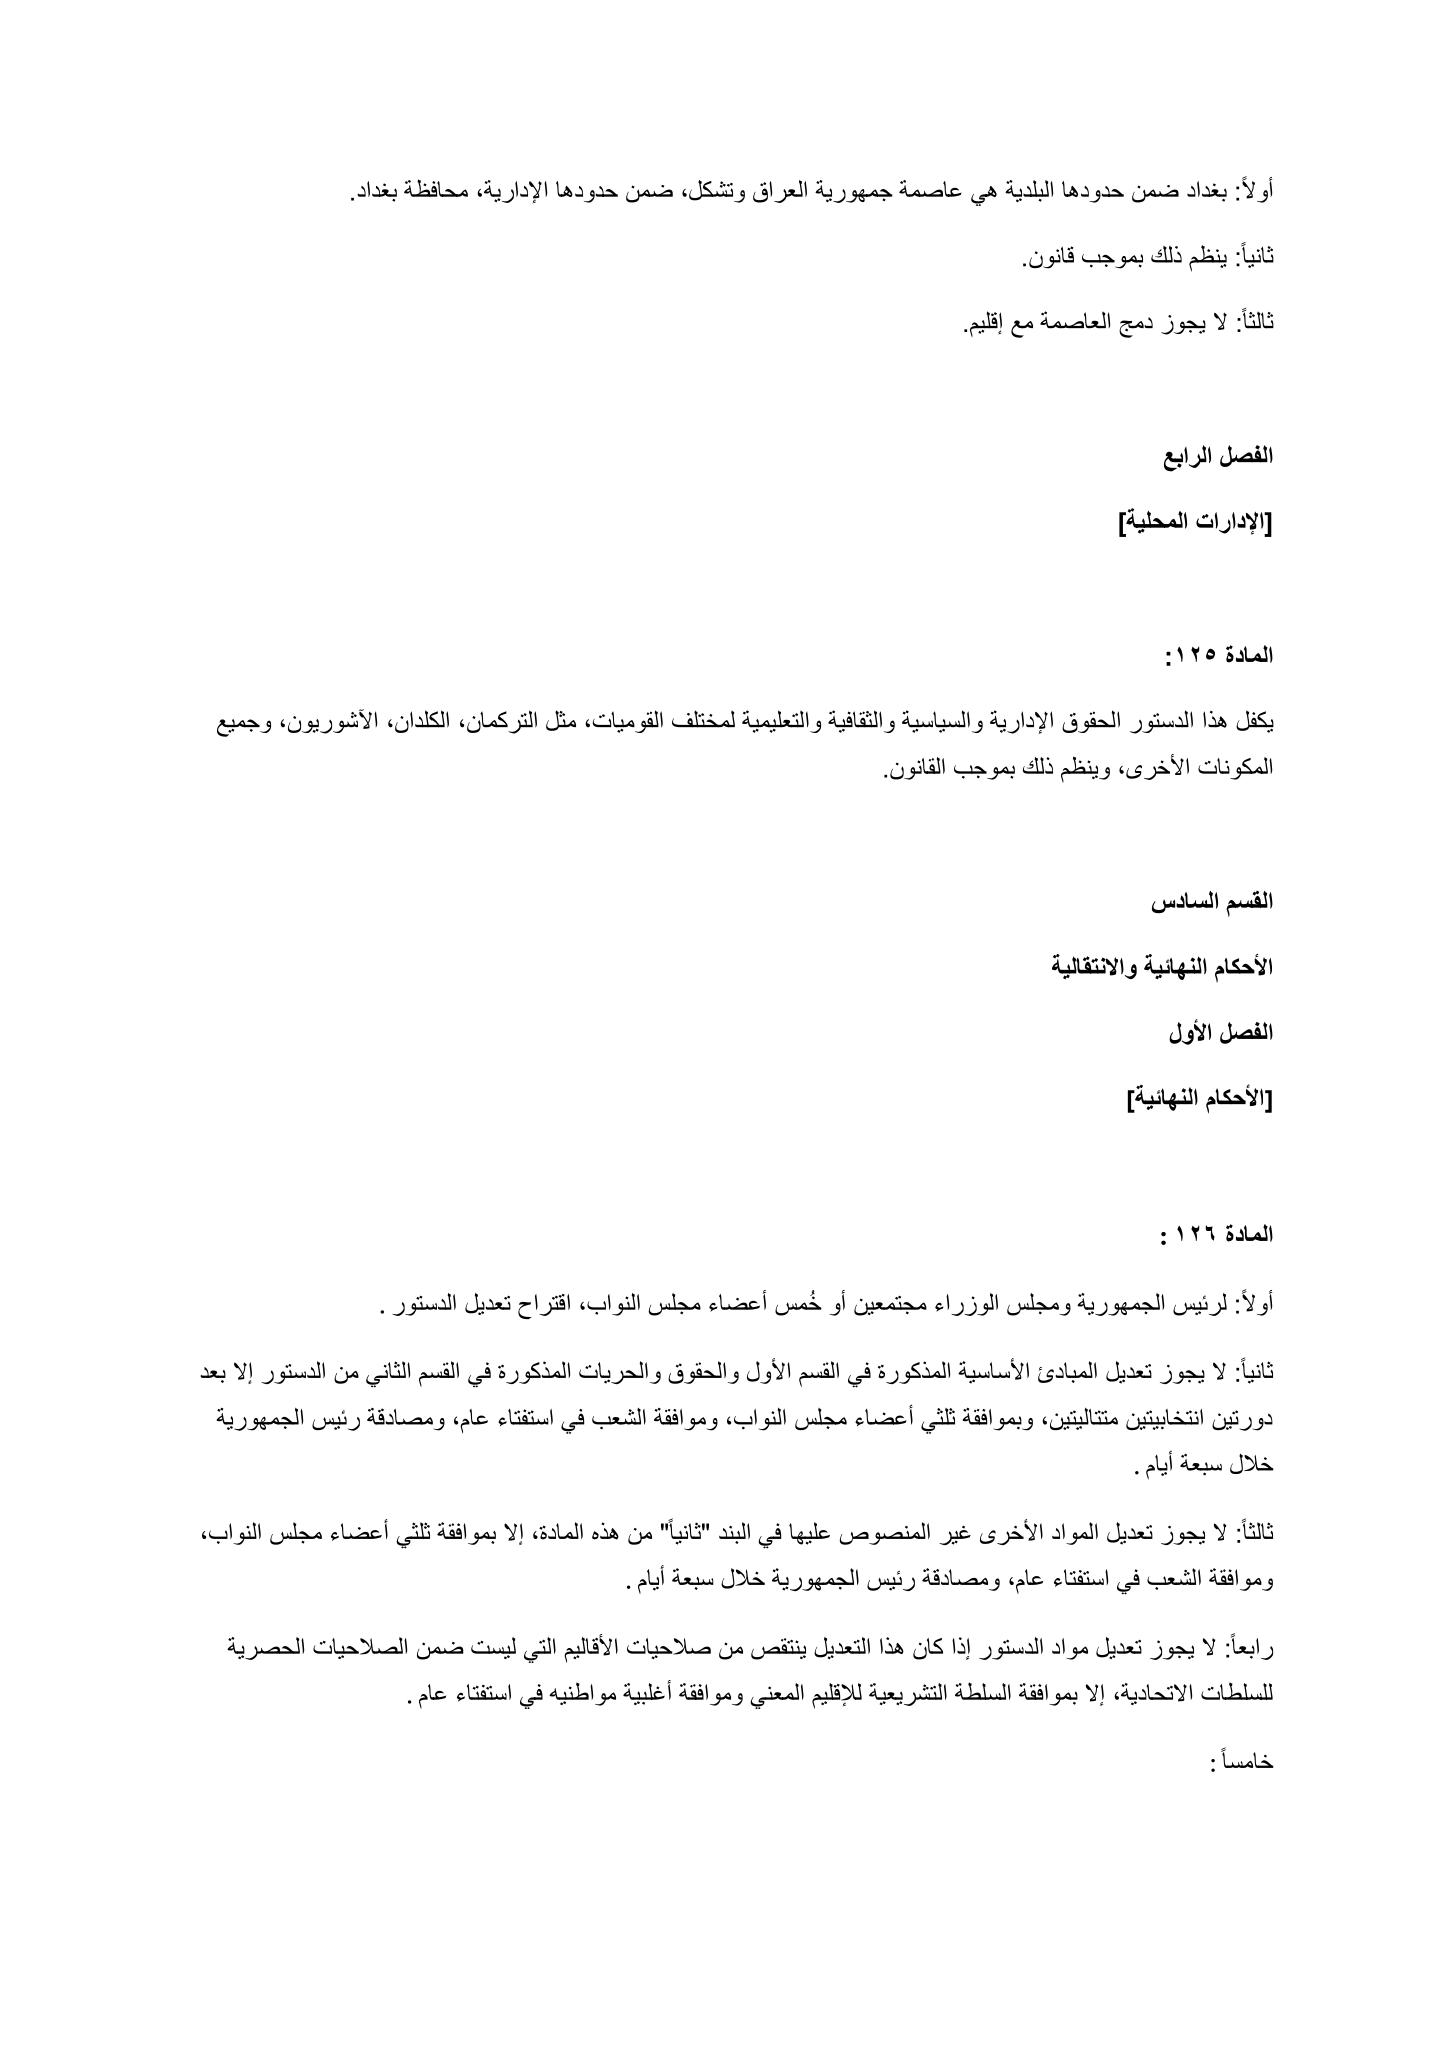 أولاً: بغداد ضمن حدودها البلدية هي عاصمة جمهورية العراق وتشكل، ضمن حدودها الإدارية، محافظة بغداد.
ثانياً: ينظم ذلك بموجب قانون.
ثالثاً: لا يجوز دمج العاصمة مع إقليم.
الفصل الرابع
[الإدارات المحلية]
المادة ١٢٥:
يكفل هذا الدستور الحقوق الإدارية والسياسية والثقافية والتعليمية لمختلف القوميات، مثل التركمان، الكلدان، الآشوريون، وجميع
المكونات الأخرى، وينظم ذلك بموجب القانون.
القسم السادس
الأحكام النهائية والانتقالية
الفصل الأول
[الأحكام النهائية]
المادة ١٢٦ :
أولاً: لرئيس الجمهورية ومجلس الوزراء مجتمعين أو خُمس أعضاء مجلس النواب، اقتراح تعديل الدستور .
ثانياً: لا يجوز تعديل المبادئ الأساسية المذكورة في القسم الأول والحقوق والحريات المذكورة في القسم الثاني من الدستور إلا بعد
دورتين انتخابيتين متتاليتين، وبموافقة ثلثي أعضاء مجلس النواب، وموافقة الشعب في استفتاء عام، ومصادقة رئيس الجمهورية
خلال سبعة أيام .
ثالثاً: لا يجوز تعديل المواد الأخرى غير المنصوص عليها في البند "ثانياً" من هذه المادة، إلا بموافقة ثلثي أعضاء مجلس النواب،
وموافقة الشعب في استفتاء عام، ومصادقة رئيس الجمهورية خلال سبعة أيام .
رابعاً: لا يجوز تعديل مواد الدستور إذا كان هذا التعديل ينتقص من صلاحيات الأقاليم التي ليست ضمن الصلاحيات الحصرية
للسلطات الاتحادية، إلا بموافقة السلطة التشريعية للإقليم المعني وموافقة أغلبية مواطنيه في استفتاء عام .
خامساً :